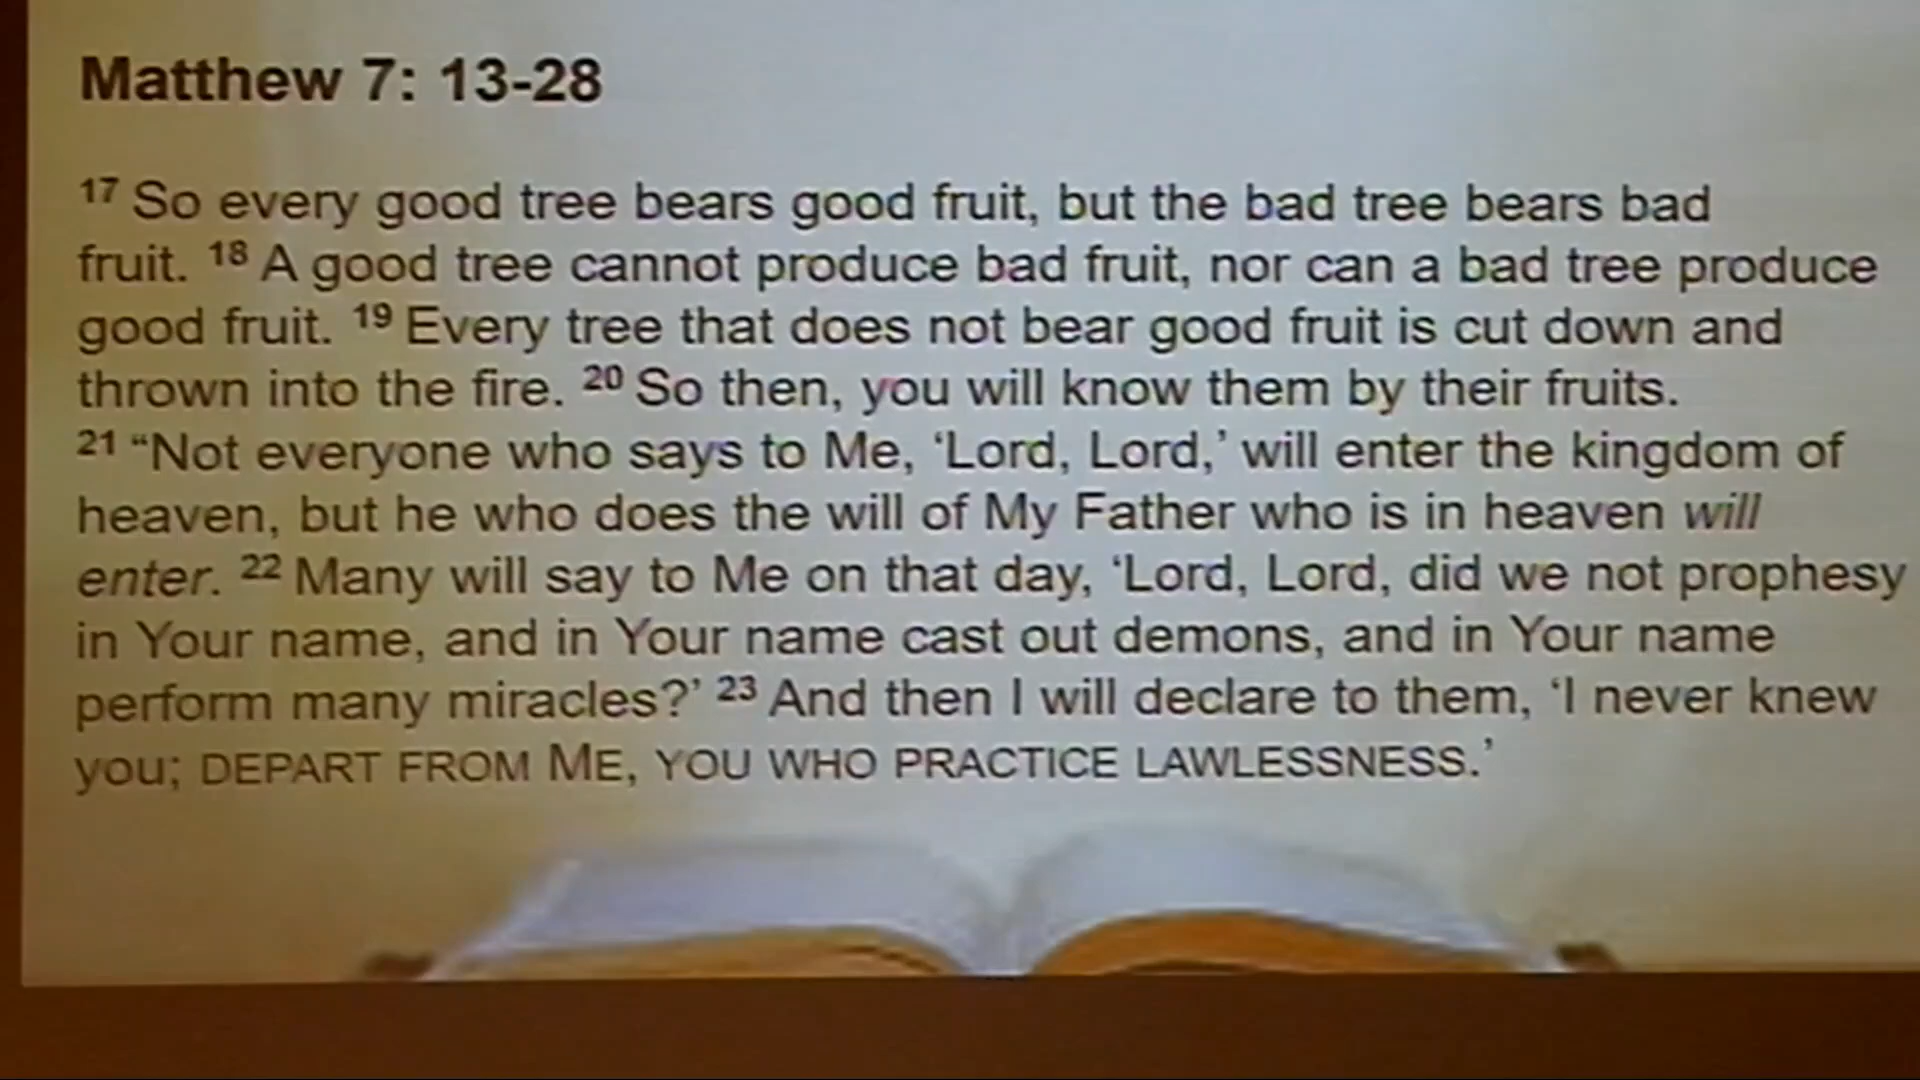 Matthew 7: 13-28
17 So every good tree bears good fruit, but the bad tree bears bad
fruit. 18 A good tree cannot produce bad fruit, nor can a bad tree produce
good fruit. 19 Every tree that does not bear good fruit is cut down and
thrown into the fire. 20 So then, you will know them by their fruits.
21 “Not everyone who says to Me, ‘Lord, Lord,’ will enter the kingdom of
heaven, but he who does the will of My Father who is in heaven will
enter. 22 Many will say to Me on that day, ‘Lord, Lord, did we not prophesy
in Your name, and in Your name cast out demons, and in Your name
perform many miracles?’ 23 And then I will declare to them, ‘I never knew
you; DEPART FROM ME, YOU WHO PRACTICE LAWLESSNESS.’